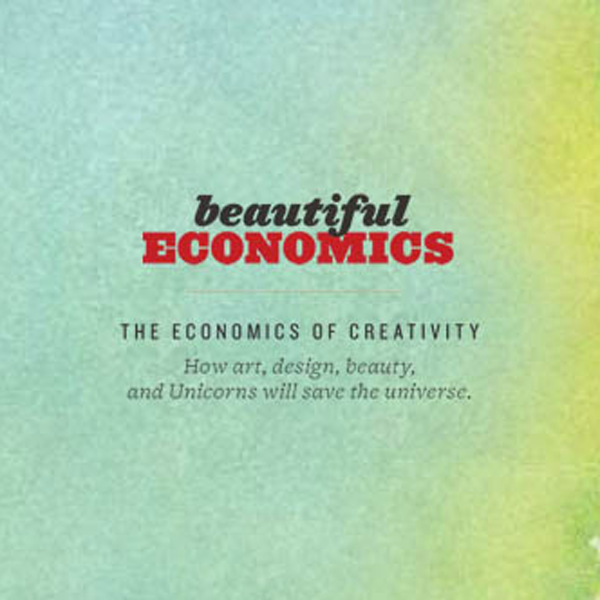 beautiful
ECONOMICS
THE ECONOMICS OF CREATIVITY
How art, design, beauty,
and Unicorns will save the universe.